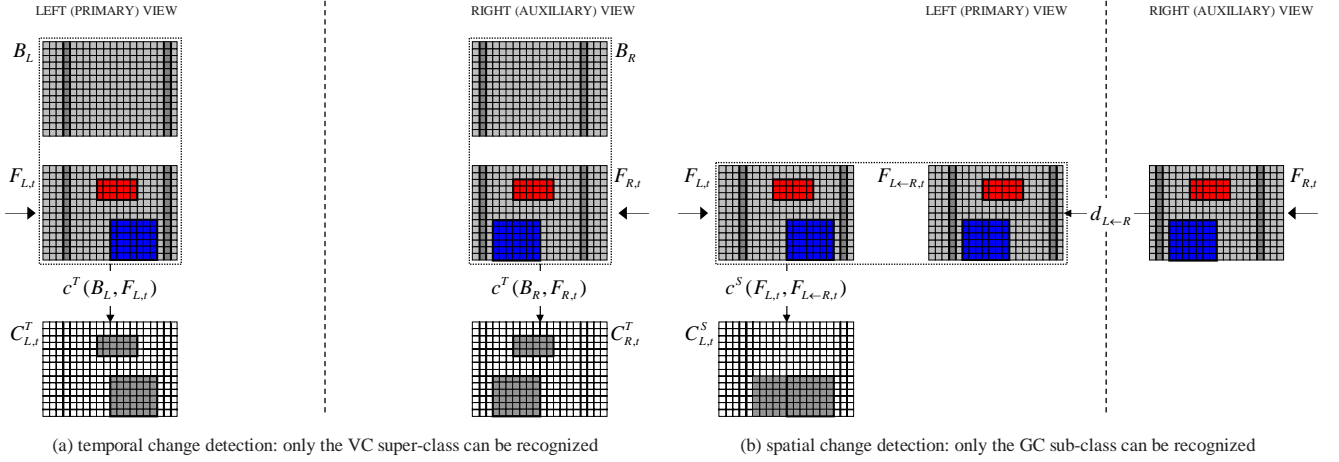 LEFT (PRIMARY) VIEW
RIGHT (AUXILIARY) VIEW
B_L
B_R
F_{L,t}
F_{R,t}
c^T(B_L, F_{L,t})
c^T(B_R, F_{R,t})
C^T_{L,t}
C^T_{R,t}
(a) temporal change detection: only the VC super-class can be recognized
LEFT (PRIMARY) VIEW
RIGHT (AUXILIARY) VIEW
F_{L,t}
F_{L←R,t}
d_{L←R}
F_{R,t}
c^S(F_{L,t}, F_{L←R,t})
C^S_{L,t}
(b) spatial change detection: only the GC sub-class can be recognized